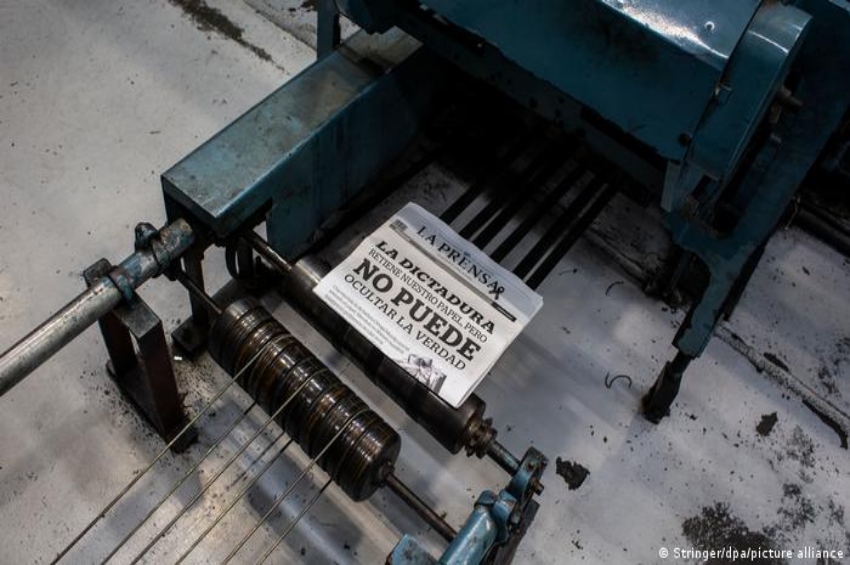 LA PRENSA
LA DICTADURA
RETIENE NUESTRO PAPEL PERO
NO PUEDE
OCULTAR LA VERDAD
© Stringer/dpa/picture alliance